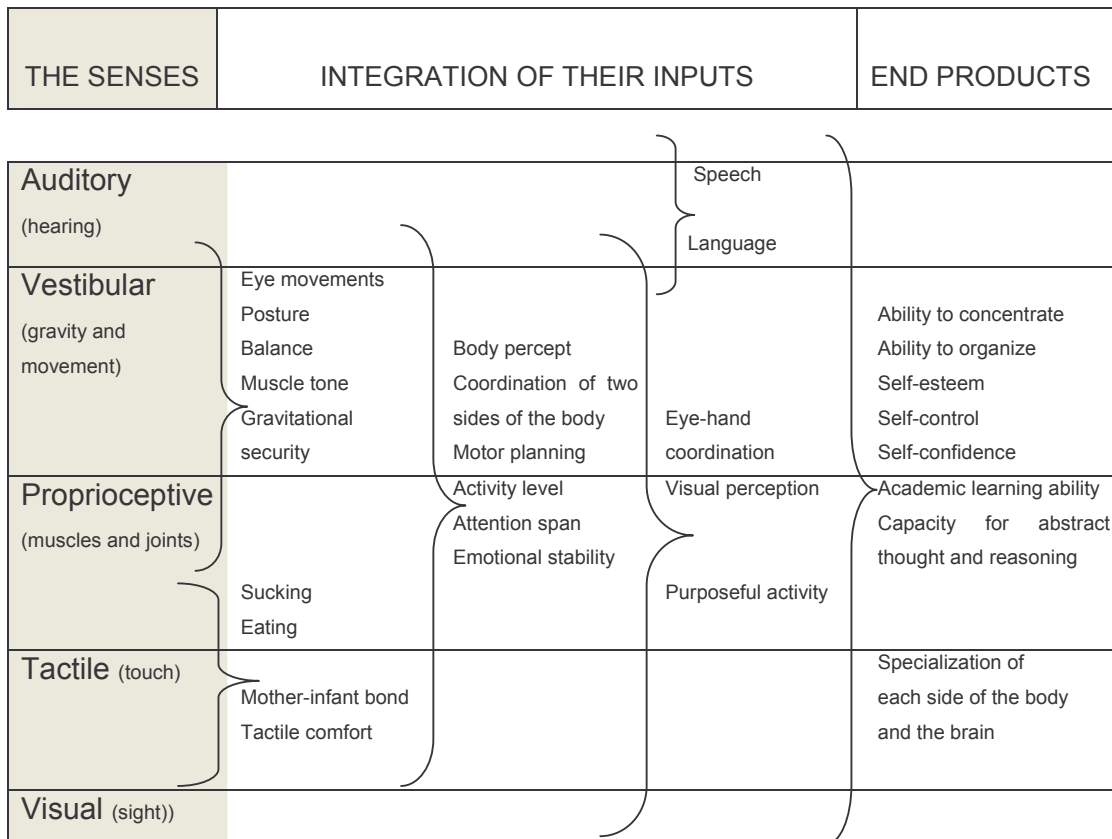 THE SENSES
INTEGRATION OF THEIR INPUTS
END PRODUCTS
Auditory
(hearing)
Speech
Language
Vestibular
(gravity and
movement)
Eye movements
Posture
Balance
Muscle tone
Gravitational
security
Body percept
Coordination of two
sides of the body
Motor planning
Eye-hand
coordination
Ability to concentrate
Ability to organize
Self-esteem
Self-control
Self-confidence
Proprioceptive
(muscles and joints)
Sucking
Eating
Activity level
Attention span
Emotional stability
Visual perception
Purposeful activity
Academic learning ability
Capacity for abstract
thought and reasoning
Tactile (touch)
Mother-infant bond
Tactile comfort
Specialization of
each side of the body
and the brain
Visual (sight))